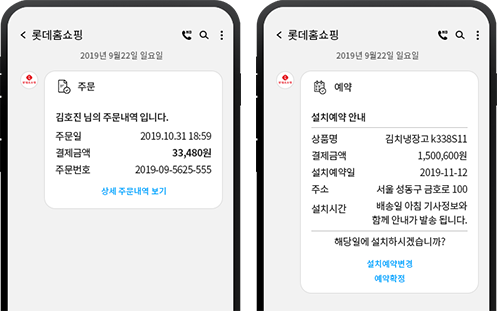 롯데홈쇼핑
2019년 9월22일 일요일
주문
김호진 님의 주문내역 입니다.
주문일 2019.10.31 18:59
결제금액 33,480원
주문번호 2019-09-5625-555
상세 주문내역 보기
롯데홈쇼핑
2019년 9월22일 일요일
예약
설치예약 안내
상품명 김치냉장고 k338S11
결제금액 1,500,600원
설치예약일 2019-11-12
주소 서울 성동구 금호로 100
설치시간 배송일 아침 기사정보와
함께 안내가 발송 됩니다.
해당일에 설치하시겠습니까?
설치예약변경
예약확정